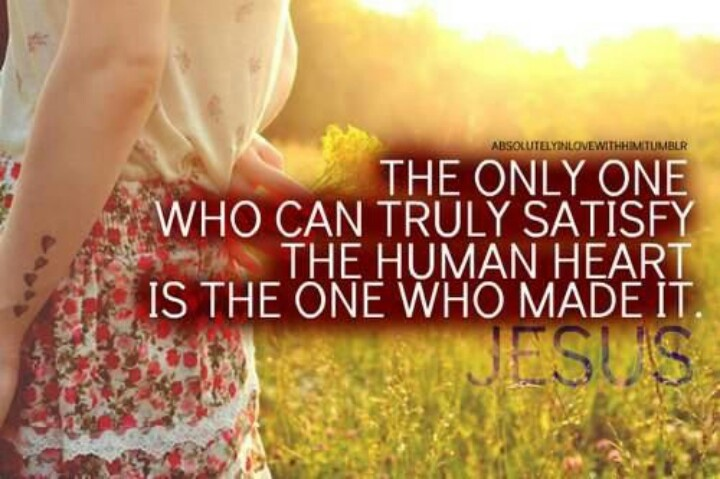 ABSOLUTELYINLOVEWITHHIM|TUMBLR
THE ONLY ONE
WHO CAN TRULY SATISFY
THE HUMAN HEART
IS THE ONE WHO MADE IT.
JESUS